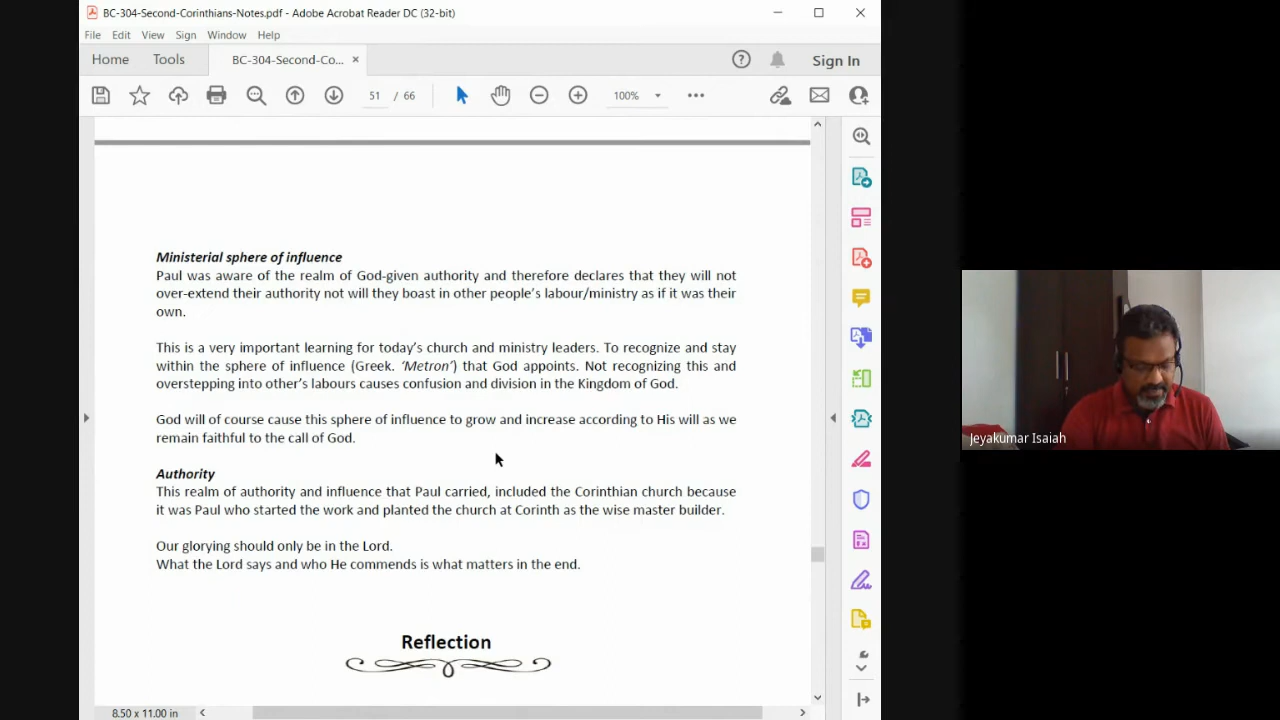 BC-304-Second-Corinthians-Notes.pdf - Adobe Acrobat Reader DC (32-bit)
File Edit View Sign Window Help
Home Tools BC-304-Second-Co... × Sign In
51 / 66 100%
Ministerial sphere of influence
Paul was aware of the realm of God-given authority and therefore declares that they will not
over-extend their authority not will they boast in other people's labour/ministry as if it was their
own.
This is a very important learning for today's church and ministry leaders. To recognize and stay
within the sphere of influence (Greek. 'Metron') that God appoints. Not recognizing this and
overstepping into other's labours causes confusion and division in the Kingdom of God.
God will of course cause this sphere of influence to grow and increase according to His will as we
remain faithful to the call of God.
Authority
This realm of authority and influence that Paul carried, included the Corinthian church because
it was Paul who started the work and planted the church at Corinth as the wise master builder.
Our glorying should only be in the Lord.
What the Lord says and who He commends is what matters in the end.
Reflection
8.50 x 11.00 in
Jeyakumar Isaiah